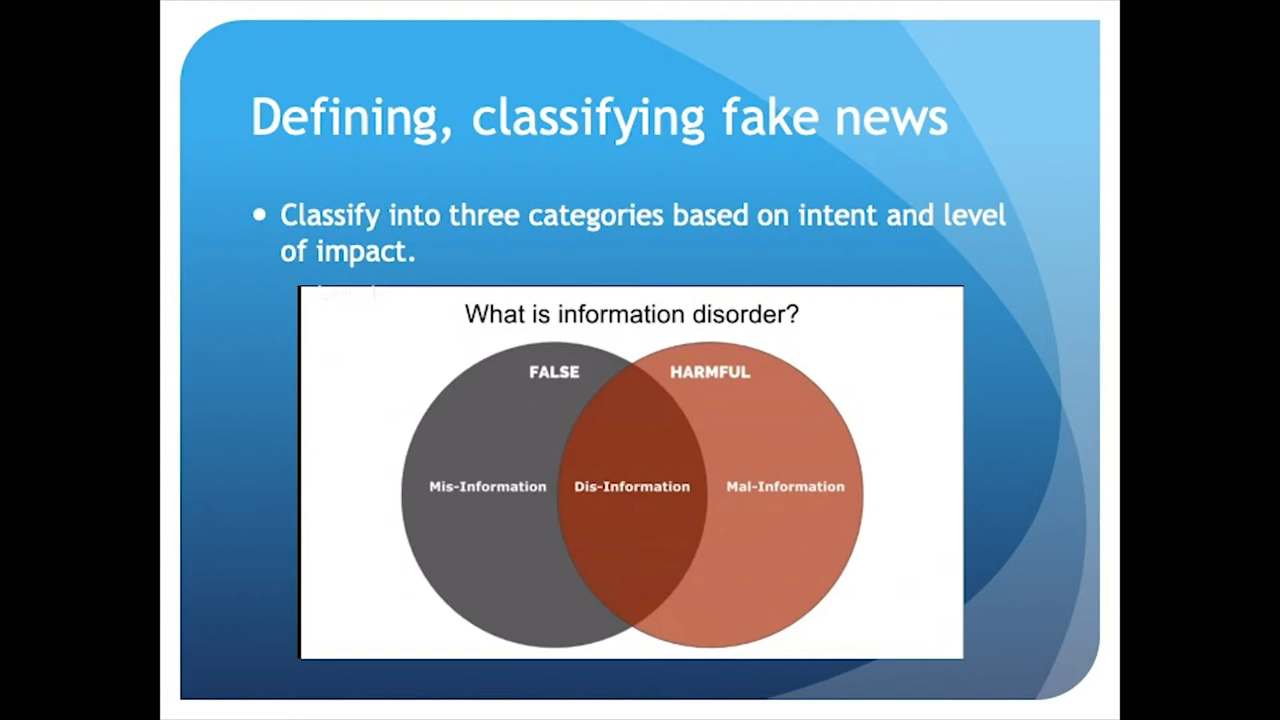 Defining, classifying fake news
• Classify into three categories based on intent and level
of impact.
What is information disorder?
FALSE
HARMFUL
Mis-Information
Dis-Information
Mal-Information